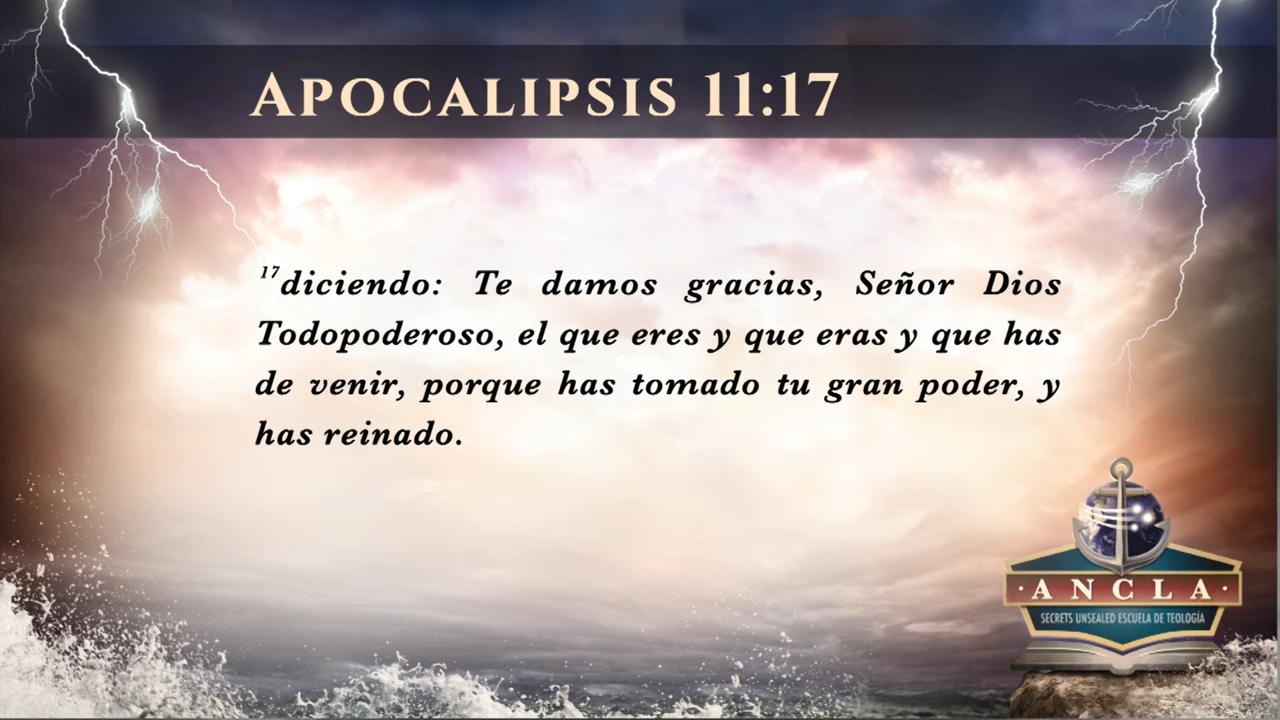 APOCALIPSIS 11:17
17diciendo: Te damos gracias, Señor Dios
Todopoderoso, el que eres y que eras y que has
de venir, porque has tomado tu gran poder, y
has reinado.
· A N C L A ·
SECRETS UNSEALED ESCUELA DE TEOLOGÍA